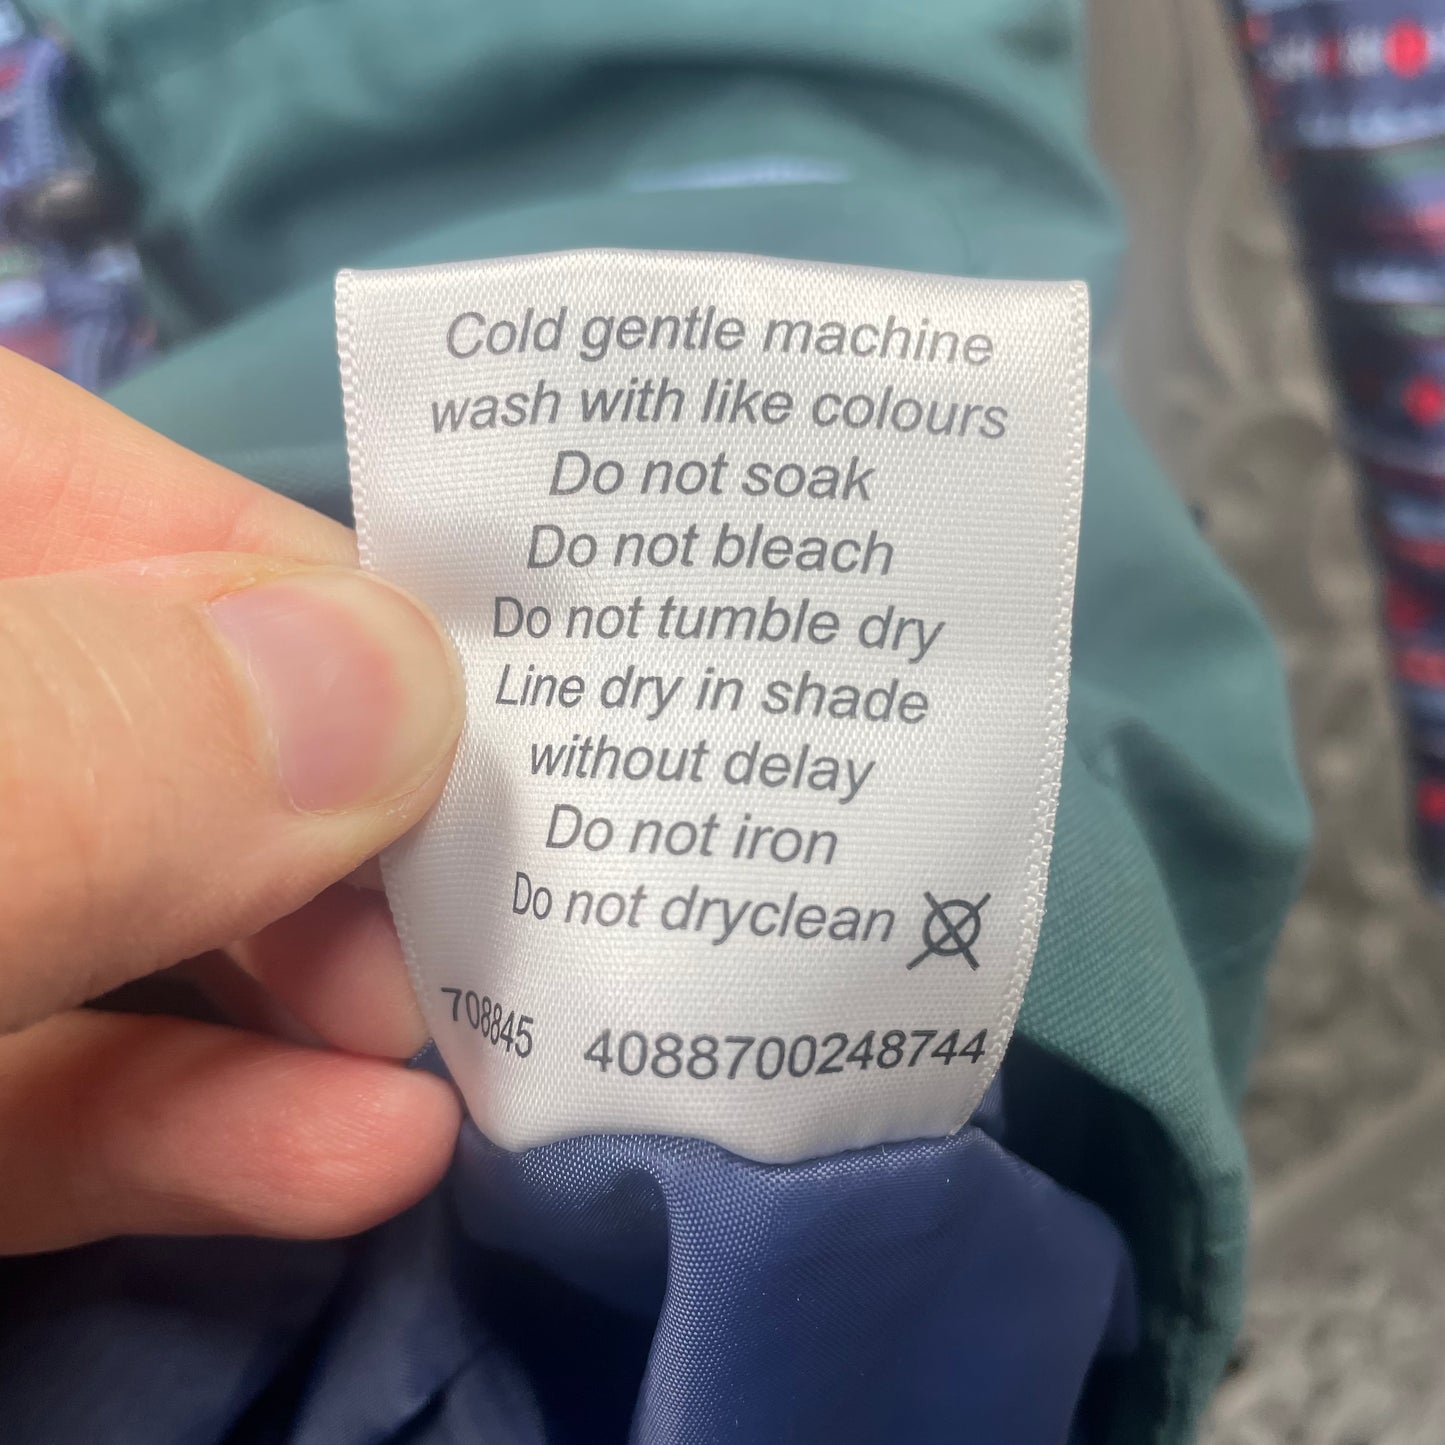 Cold gentle machine
wash with like colours
Do not soak
Do not bleach
Do not tumble dry
Line dry in shade
without delay
Do not iron
Do not dryclean
708845 4088700248744